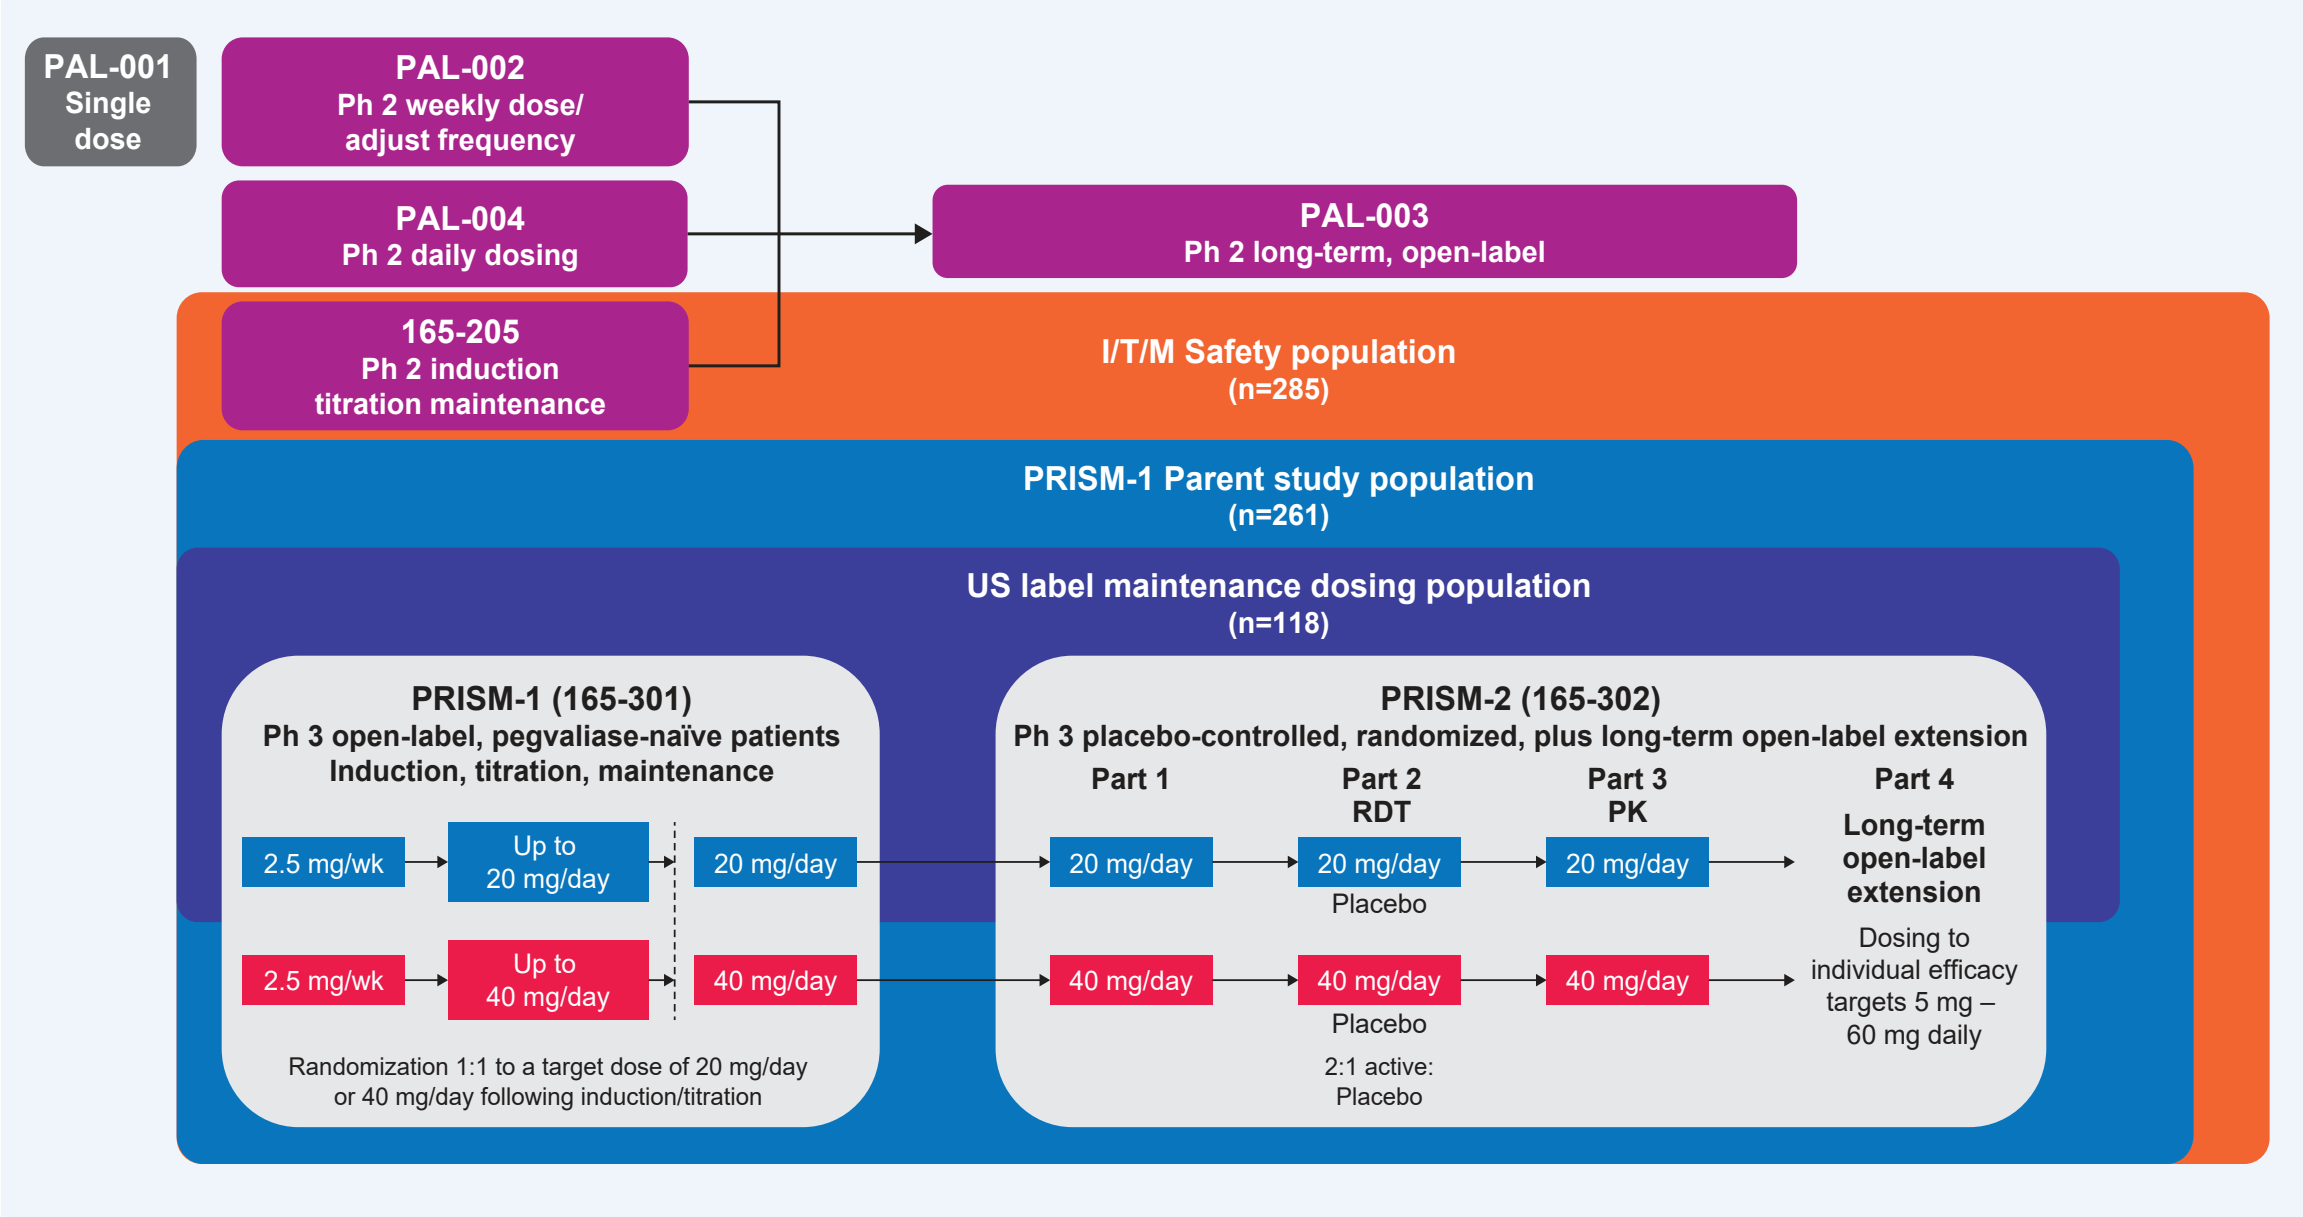 PAL-001
Single
dose
PAL-002
Ph 2 weekly dose/
adjust frequency
PAL-004
Ph 2 daily dosing
PAL-003
Ph 2 long-term, open-label
165-205
Ph 2 induction
titration maintenance
I/T/M Safety population
(n=285)
PRISM-1 Parent study population
(n=261)
US label maintenance dosing population
(n=118)
PRISM-1 (165-301)
Ph 3 open-label, pegvaliase-naïve patients
Induction, titration, maintenance
2.5 mg/wk
Up to
20 mg/day
20 mg/day
2.5 mg/wk
Up to
40 mg/day
40 mg/day
Randomization 1:1 to a target dose of 20 mg/day
or 40 mg/day following induction/titration
PRISM-2 (165-302)
Ph 3 placebo-controlled, randomized, plus long-term open-label extension
Part 1
20 mg/day
40 mg/day
Part 2
RDT
20 mg/day
Placebo
40 mg/day
Placebo
2:1 active:
Placebo
Part 3
PK
20 mg/day
40 mg/day
Part 4
Long-term
open-label
extension
Dosing to
individual efficacy
targets 5 mg –
60 mg daily